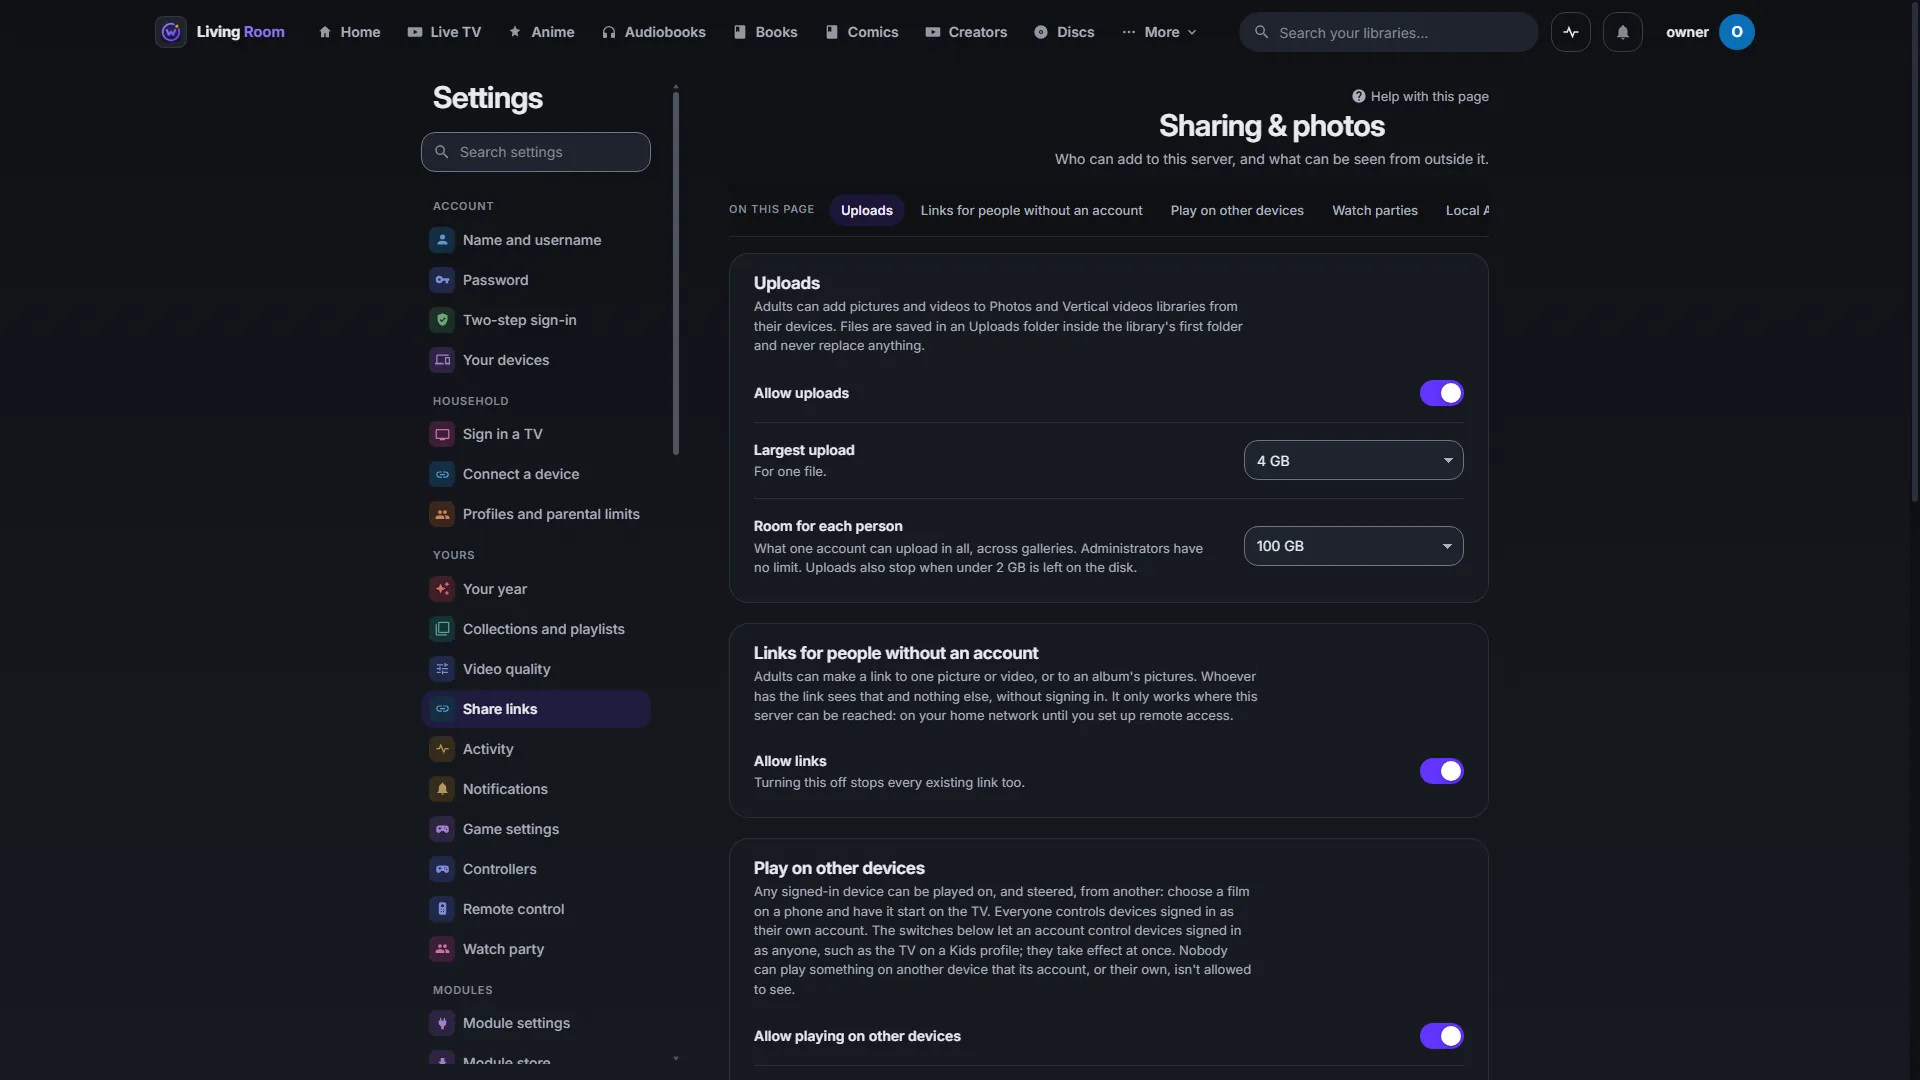 Living Room
Home
Live TV
Anime
Audiobooks
Books
Comics
Creators
Discs
More
Search your libraries...
owner
O
Settings
Search settings
ACCOUNT
Name and username
Password
Two-step sign-in
Your devices
HOUSEHOLD
Sign in a TV
Connect a device
Profiles and parental limits
YOURS
Your year
Collections and playlists
Video quality
Share links
Activity
Notifications
Game settings
Controllers
Remote control
Watch party
MODULES
Module settings
Module store
Help with this page
Sharing & photos
Who can add to this server, and what can be seen from outside it.
ON THIS PAGE
Uploads
Links for people without an account
Play on other devices
Watch parties
Local A
Uploads
Adults can add pictures and videos to Photos and Vertical videos libraries from
their devices. Files are saved in an Uploads folder inside the library's first folder
and never replace anything.
Allow uploads
Largest upload
For one file.
4 GB
Room for each person
What one account can upload in all, across galleries. Administrators have
no limit. Uploads also stop when under 2 GB is left on the disk.
100 GB
Links for people without an account
Adults can make a link to one picture or video, or to an album's pictures. Whoever
has the link sees that and nothing else, without signing in. It only works where this
server can be reached: on your home network until you set up remote access.
Allow links
Turning this off stops every existing link too.
Play on other devices
Any signed-in device can be played on, and steered, from another: choose a film
on a phone and have it start on the TV. Everyone controls devices signed in as
their own account. The switches below let an account control devices signed in
as anyone, such as the TV on a Kids profile; they take effect at once. Nobody
can play something on another device that its account, or their own, isn't allowed
to see.
Allow playing on other devices